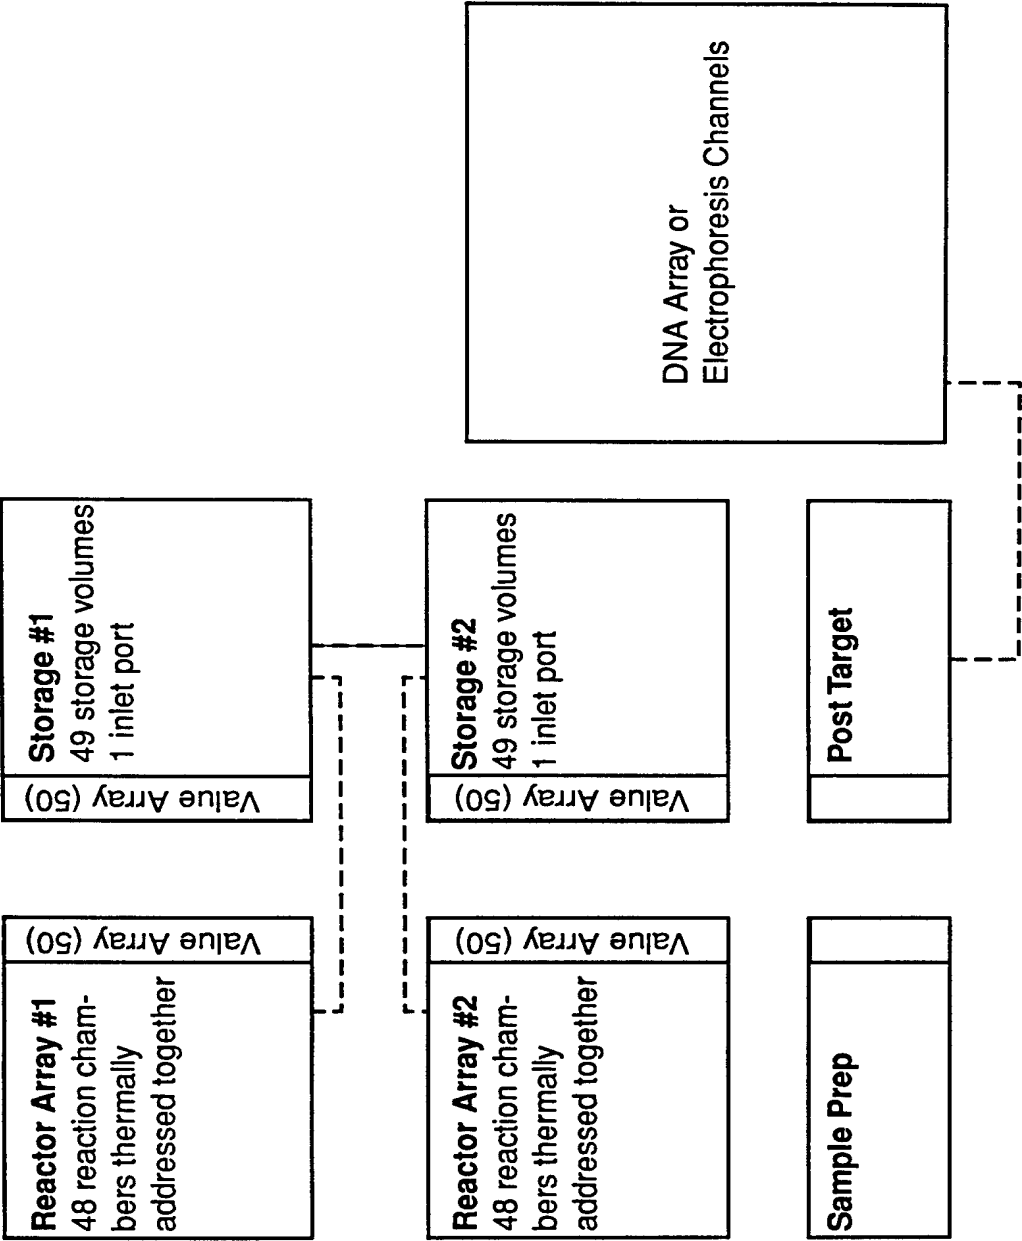 Reactor Array #1
48 reaction cham-
bers thermally
addressed together
Value Array (50)
Value Array (50)
Storage #1
49 storage volumes
1 inlet port
Reactor Array #2
48 reaction cham-
bers thermally
addressed together
Value Array (50)
Value Array (50)
Storage #2
49 storage volumes
1 inlet port
Sample Prep
Post Target
DNA Array or
Electrophoresis Channels